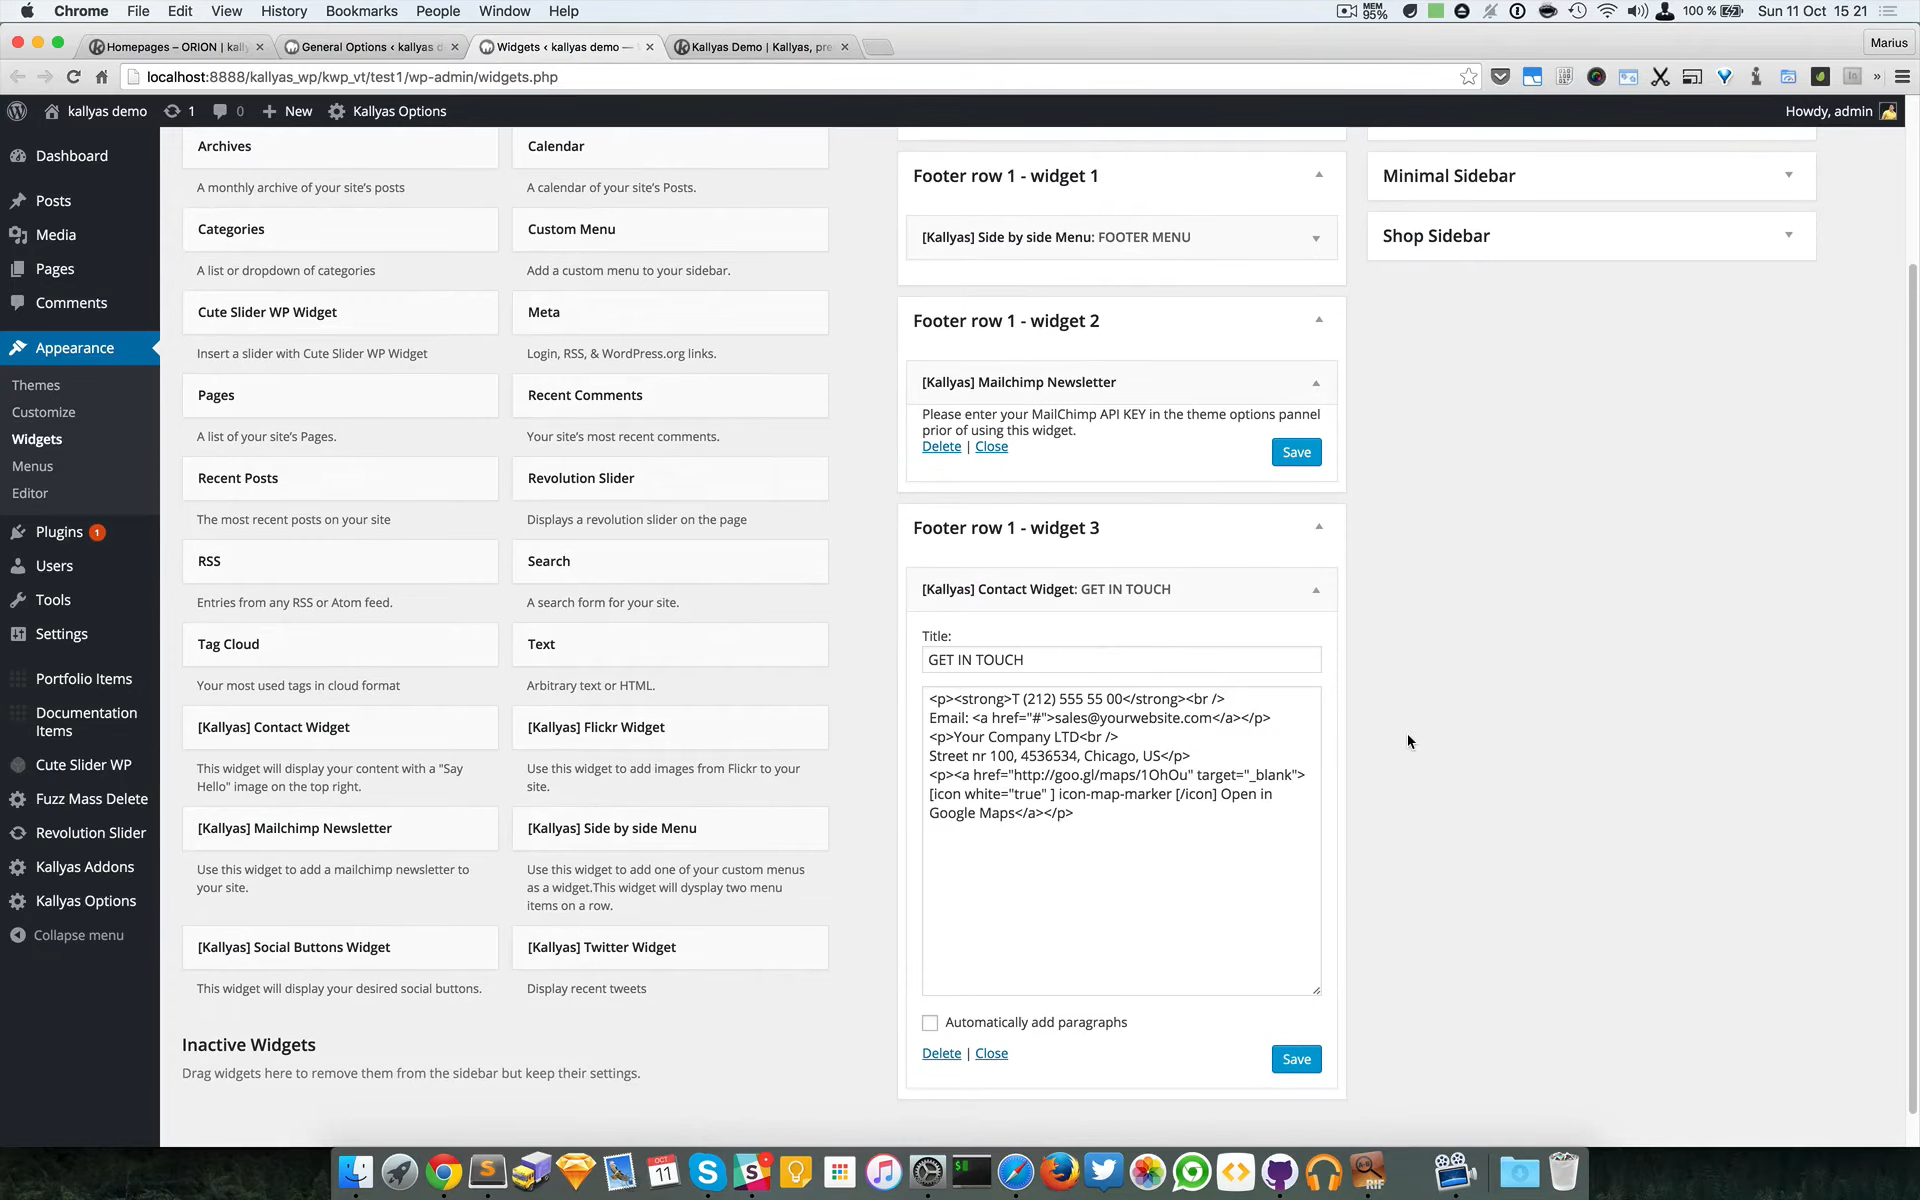 Chrome File Edit View History Bookmarks People Window Help
MEM 95% 100 % Sun 11 Oct 15 21
Homepages – ORION | kally
General Options ‹ kallyas d
Widgets ‹ kallyas demo —
Kallyas Demo | Kallyas, pre
Marius
localhost:8888/kallyas_wp/kwp_vt/test1/wp-admin/widgets.php
kallyas demo 1 0 New Kallyas Options
Howdy, admin
Dashboard
Posts
Media
Pages
Comments
Appearance
Themes
Customize
Widgets
Menus
Editor
Plugins 1
Users
Tools
Settings
Portfolio Items
Documentation
Items
Cute Slider WP
Fuzz Mass Delete
Revolution Slider
Kallyas Addons
Kallyas Options
Collapse menu
Archives
A monthly archive of your site's posts
Calendar
A calendar of your site's Posts.
Categories
A list or dropdown of categories
Custom Menu
Add a custom menu to your sidebar.
Cute Slider WP Widget
Insert a slider with Cute Slider WP Widget
Meta
Login, RSS, & WordPress.org links.
Pages
A list of your site's Pages.
Recent Comments
Your site's most recent comments.
Recent Posts
The most recent posts on your site
Revolution Slider
Displays a revolution slider on the page
RSS
Entries from any RSS or Atom feed.
Search
A search form for your site.
Tag Cloud
Your most used tags in cloud format
Text
Arbitrary text or HTML.
[Kallyas] Contact Widget
This widget will display your content with a "Say
Hello" image on the top right.
[Kallyas] Flickr Widget
Use this widget to add images from Flickr to your
site.
[Kallyas] Mailchimp Newsletter
Use this widget to add a mailchimp newsletter to
your site.
[Kallyas] Side by side Menu
Use this widget to add one of your custom menus
as a widget.This widget will dysplay two menu
items on a row.
[Kallyas] Social Buttons Widget
This widget will display your desired social buttons.
[Kallyas] Twitter Widget
Display recent tweets
Inactive Widgets
Drag widgets here to remove them from the sidebar but keep their settings.
Footer row 1 - widget 1
[Kallyas] Side by side Menu: FOOTER MENU
Footer row 1 - widget 2
[Kallyas] Mailchimp Newsletter
Please enter your MailChimp API KEY in the theme options pannel
prior of using this widget.
Delete | Close
Save
Footer row 1 - widget 3
[Kallyas] Contact Widget: GET IN TOUCH
Title:
GET IN TOUCH
<p><strong>T (212) 555 55 00</strong><br />
Email: <a href="#">sales@yourwebsite.com</a></p>
<p>Your Company LTD<br />
Street nr 100, 4536534, Chicago, US</p>
<p><a href="http://goo.gl/maps/1OhOu" target="_blank">
[icon white="true" ] icon-map-marker [/icon] Open in
Google Maps</a></p>
Automatically add paragraphs
Delete | Close
Save
Minimal Sidebar
Shop Sidebar
OCT
11
RIF